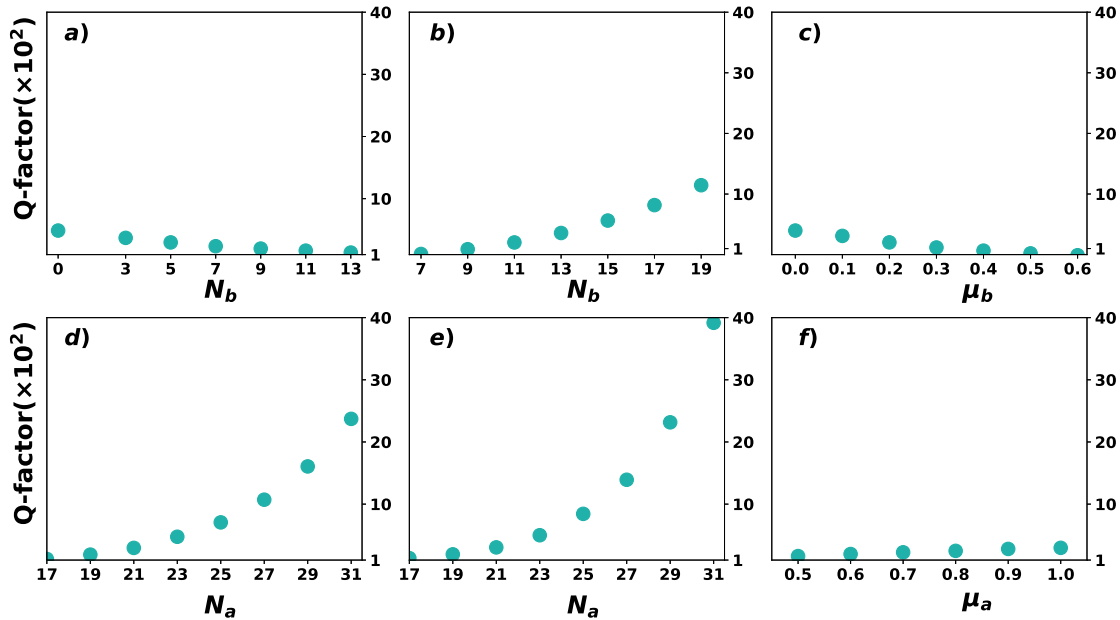 Q-factor(×10²)
a)
40
30
20
10
1
0 3 5 7 9 11 13
N_b
b)
40
30
20
10
1
7 9 11 13 15 17 19
N_b
c)
40
30
20
10
1
0.0 0.1 0.2 0.3 0.4 0.5 0.6
μ_b
Q-factor(×10²)
d)
40
30
20
10
1
17 19 21 23 25 27 29 31
N_a
e)
40
30
20
10
1
17 19 21 23 25 27 29 31
N_a
f)
40
30
20
10
1
0.5 0.6 0.7 0.8 0.9 1.0
μ_a